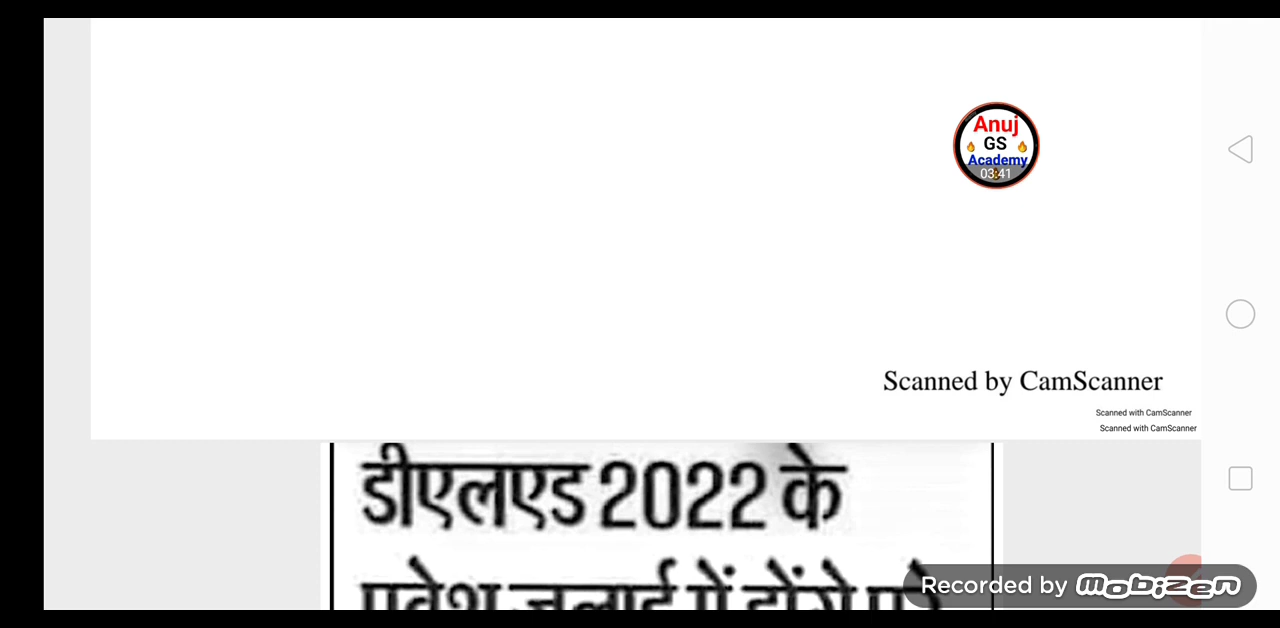 Anuj
GS
Academy
03:41
Scanned by CamScanner
Scanned with CamScanner
Scanned with CamScanner
डीएलएड 2022 के
प्रवेश जुलाई में होंगे
Recorded by Mobizen